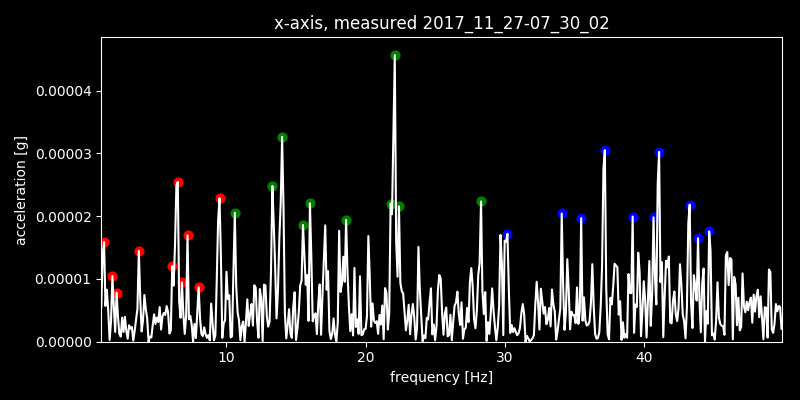 x-axis, measured 2017_11_27-07_30_02
0.00004
0.00003
0.00002
0.00001
0.00000
acceleration [g]
10 20 30 40
frequency [Hz]